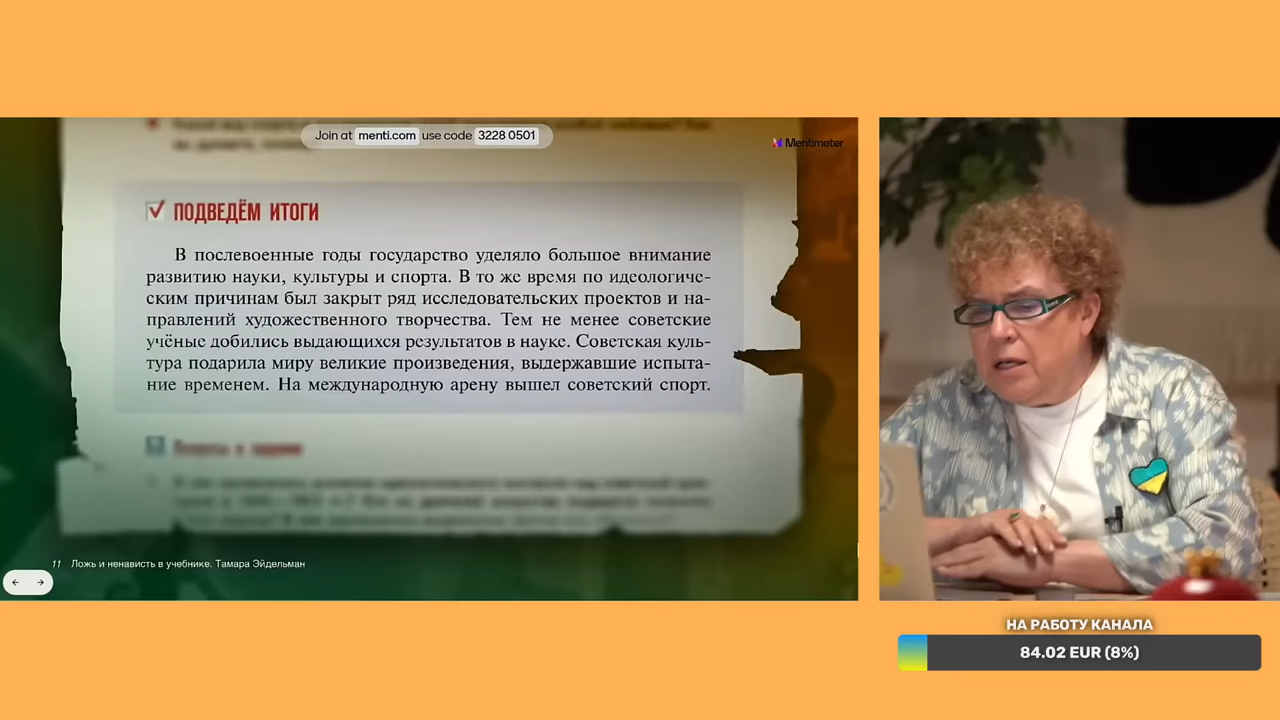 Join at menti.com use code 3228 0501
Mentimeter
ПОДВЕДЁМ ИТОГИ
В послевоенные годы государство уделяло большое внимание
развитию науки, культуры и спорта. В то же время по идеологиче-
ским причинам был закрыт ряд исследовательских проектов и на-
правлений художественного творчества. Тем не менее советские
учёные добились выдающихся результатов в науке. Советская куль-
тура подарила миру великие произведения, выдержавшие испыта-
ние временем. На международную арену вышел советский спорт.
Вопросы и задания
11 Ложь и ненависть в учебнике. Тамара Эйдельман
НА РАБОТУ КАНАЛА
84.02 EUR (8%)